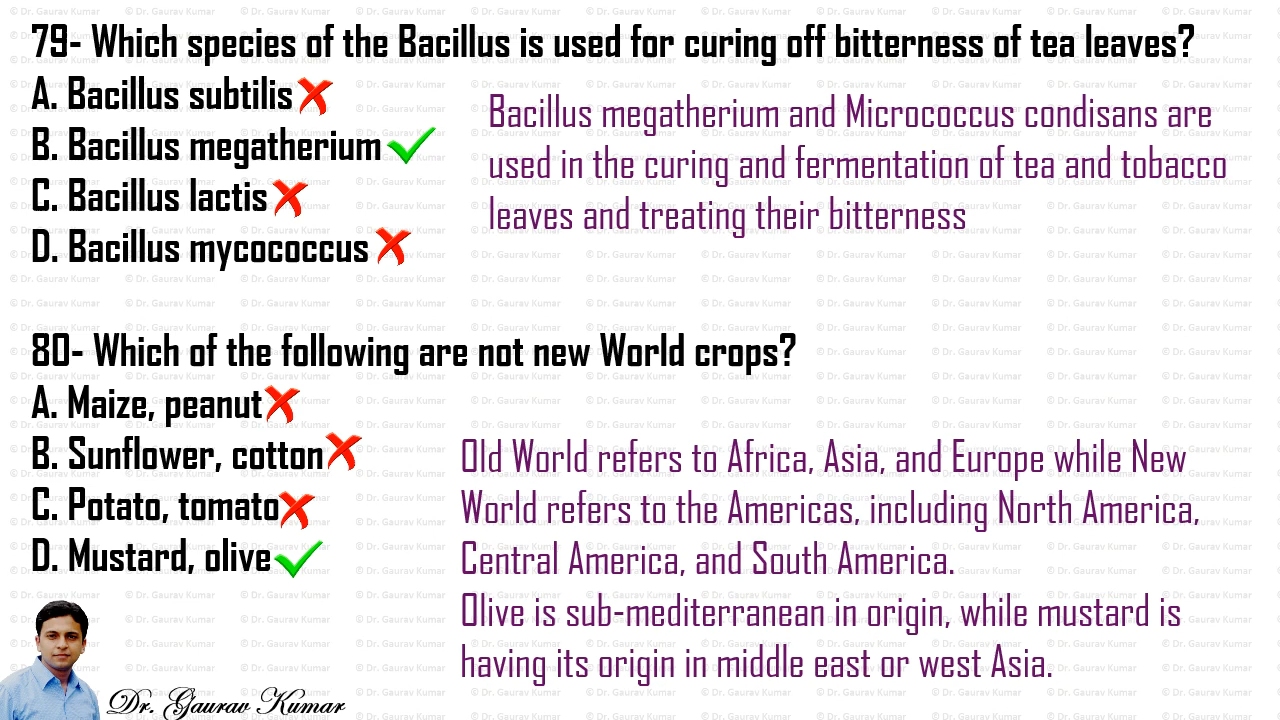 79- Which species of the Bacillus is used for curing off bitterness of tea leaves?
A. Bacillus subtilis
B. Bacillus megatherium
C. Bacillus lactis
D. Bacillus mycococcus
Bacillus megatherium and Micrococcus condisans are
used in the curing and fermentation of tea and tobacco
leaves and treating their bitterness
80- Which of the following are not new World crops?
A. Maize, peanut
B. Sunflower, cotton
C. Potato, tomato
D. Mustard, olive
Old World refers to Africa, Asia, and Europe while New
World refers to the Americas, including North America,
Central America, and South America.
Olive is sub-mediterranean in origin, while mustard is
having its origin in middle east or west Asia.
Dr. Gaurav Kumar
© Dr. Gaurav Kumar